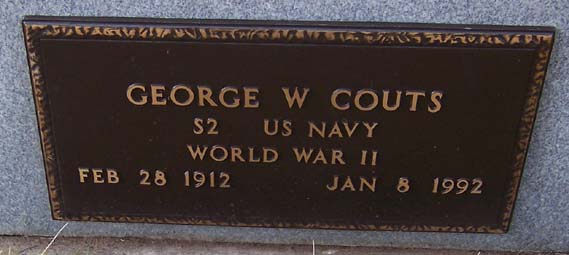 GEORGE W COUTS
S2 US NAVY
WORLD WAR II
FEB 28 1912 JAN 8 1992